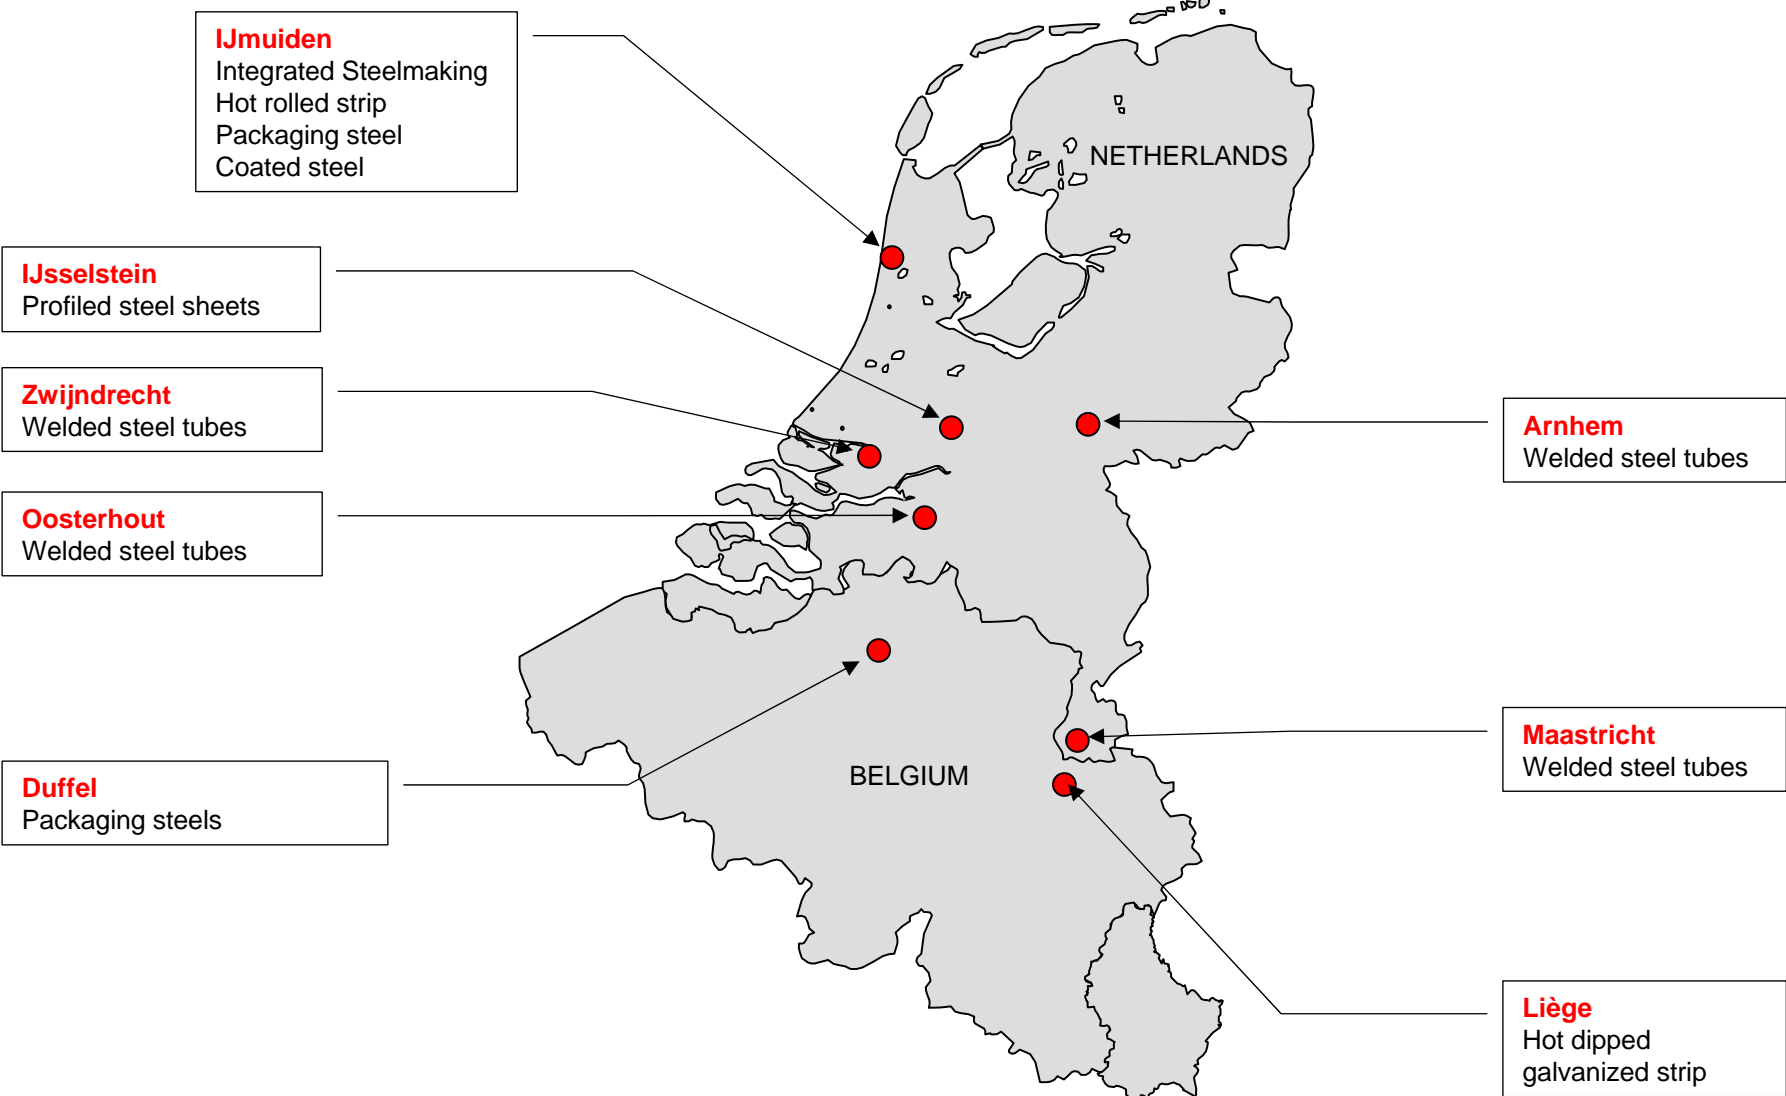 IJmuiden
Integrated Steelmaking
Hot rolled strip
Packaging steel
Coated steel
NETHERLANDS
IJsselstein
Profiled steel sheets
Zwijndrecht
Welded steel tubes
Arnhem
Welded steel tubes
Oosterhout
Welded steel tubes
Maastricht
Welded steel tubes
BELGIUM
Duffel
Packaging steels
Liège
Hot dipped
galvanized strip